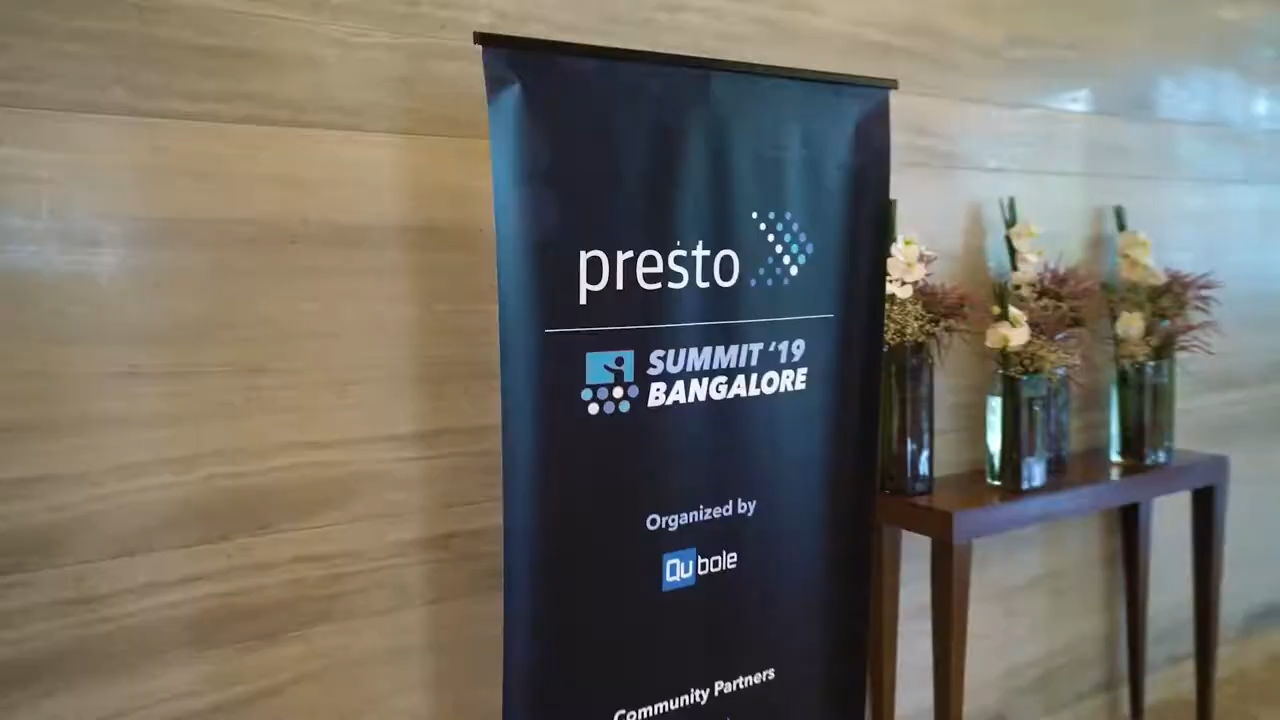 presto
SUMMIT '19
BANGALORE
Organized by
Qubole
Community Partners